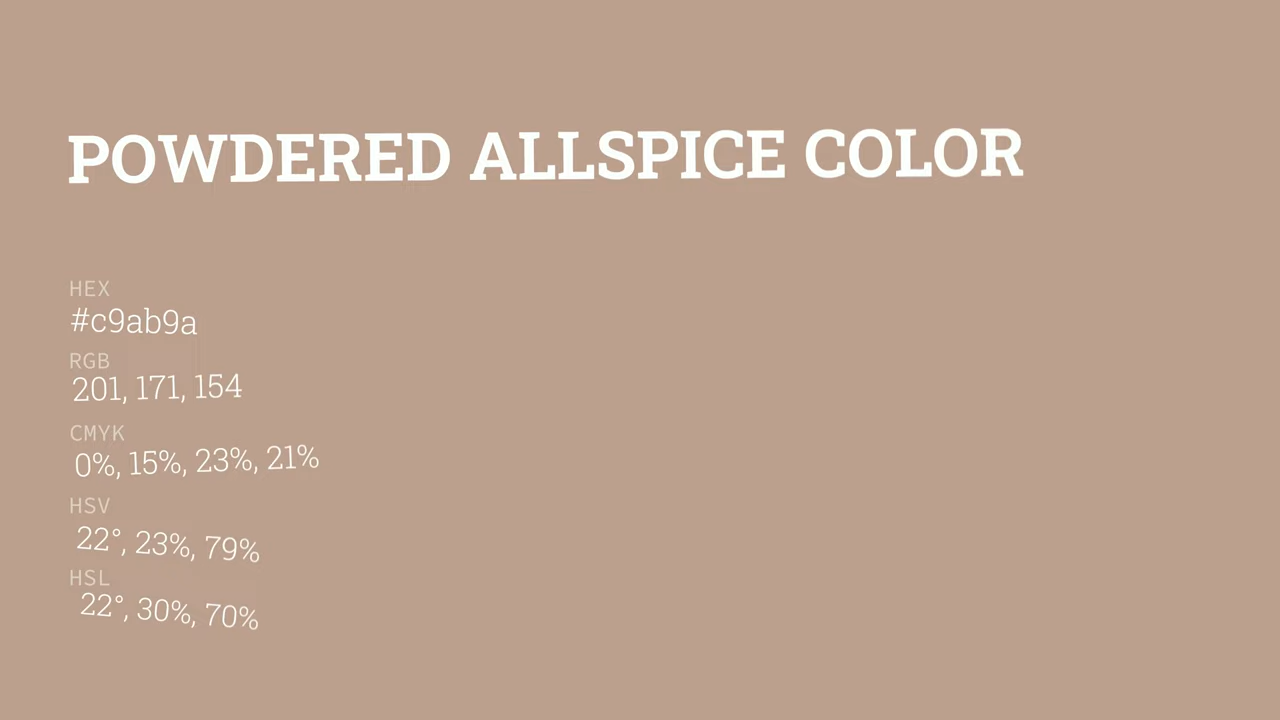 POWDERED ALLSPICE COLOR
HEX
#c9ab9a
RGB
201, 171, 154
CMYK
0%, 15%, 23%, 21%
HSV
22°, 23%, 79%
HSL
22°, 30%, 70%